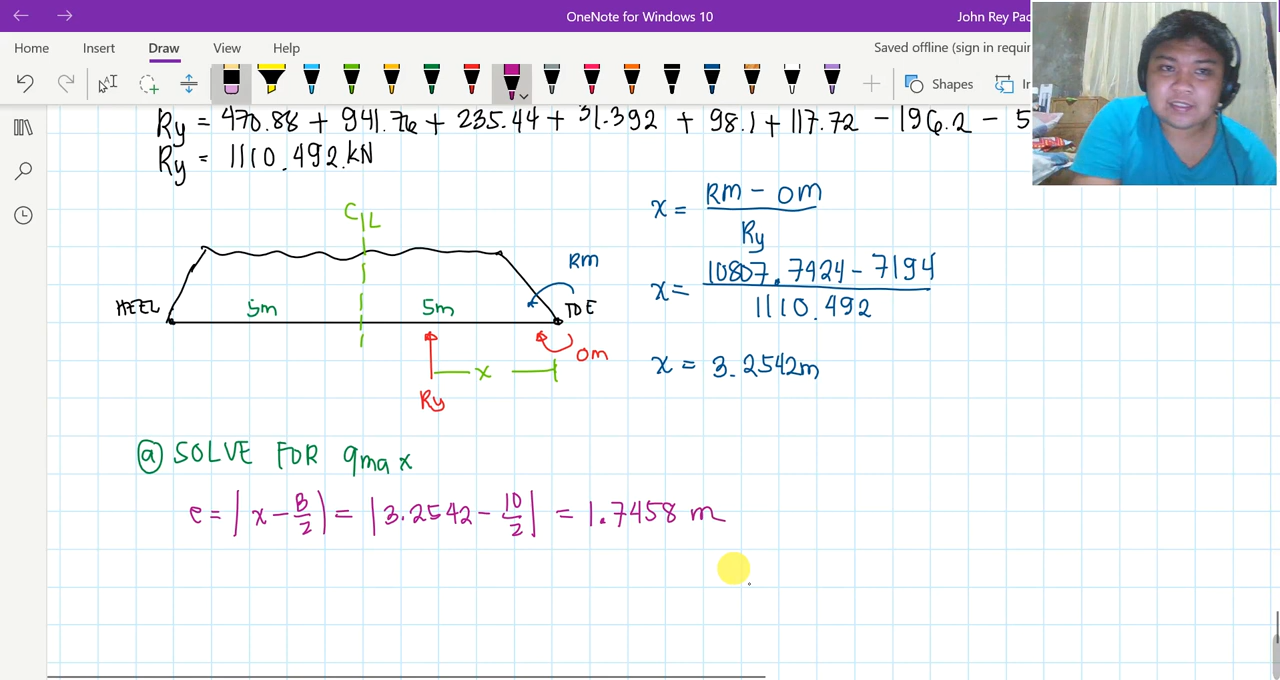 OneNote for Windows 10
John Rey Pac
Home Insert Draw View Help
Saved offline (sign in requir
Shapes
In
Ry = 470.88 + 941.76 + 235.44 + 31.392 + 98.1 + 117.72 - 196.2 - 5
Ry = 1110.492 kN
C|L
x = Rm - Om / Ry
Rm
x = 10807.7424 - 7194 / 1110.492
HEEL 5m 5m TOE
Om
x = 3.2542m
x
Ry
(a) SOLVE FOR qmax
e = | x - B/2 | = | 3.2542 - 10/2 | = 1.7458 m